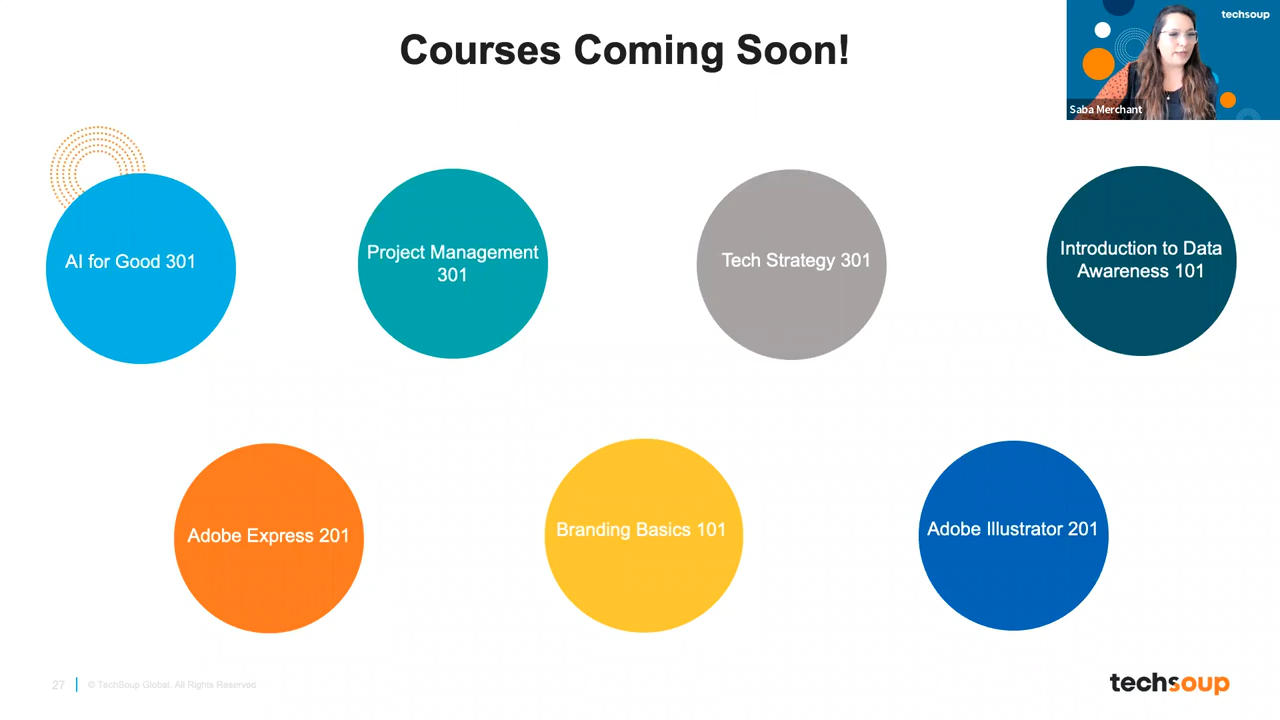 Courses Coming Soon!
techsoup
Saba Merchant
AI for Good 301
Project Management
301
Tech Strategy 301
Introduction to Data
Awareness 101
Adobe Express 201
Branding Basics 101
Adobe Illustrator 201
27
© TechSoup Global. All Rights Reserved
techsoup